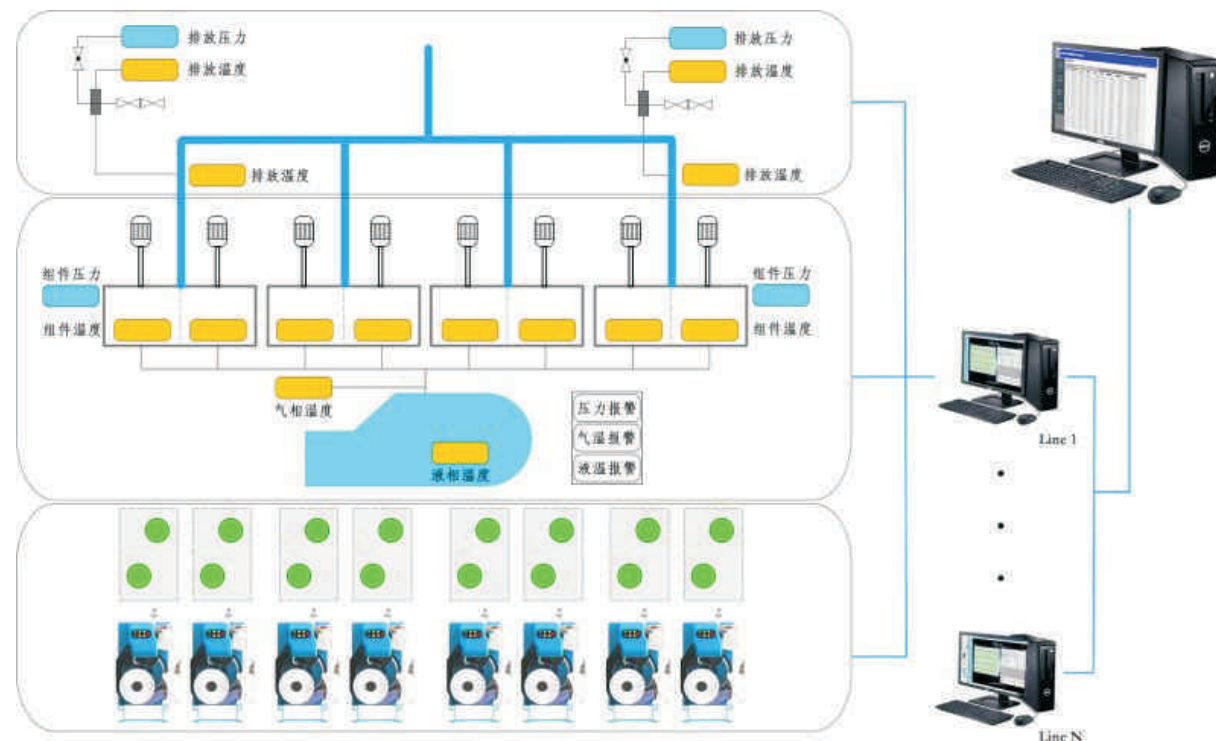 排放压力
排放压力
排放温度
排放温度
排放温度
排放温度
组件压力
组件压力
组件温度
组件温度
气相温度
压力报警
气温报警
液相温度
液温报警
Line 1
Line N